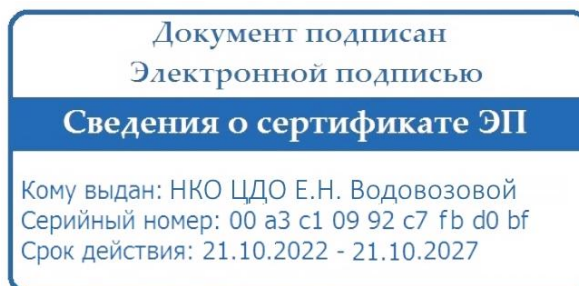 Документ подписан
Электронной подписью
Сведения о сертификате ЭП
Кому выдан: НКО ЦДО Е.Н. Водовозовой
Серийный номер: 00 a3 c1 09 92 c7 fb d0 bf
Срок действия: 21.10.2022 - 21.10.2027